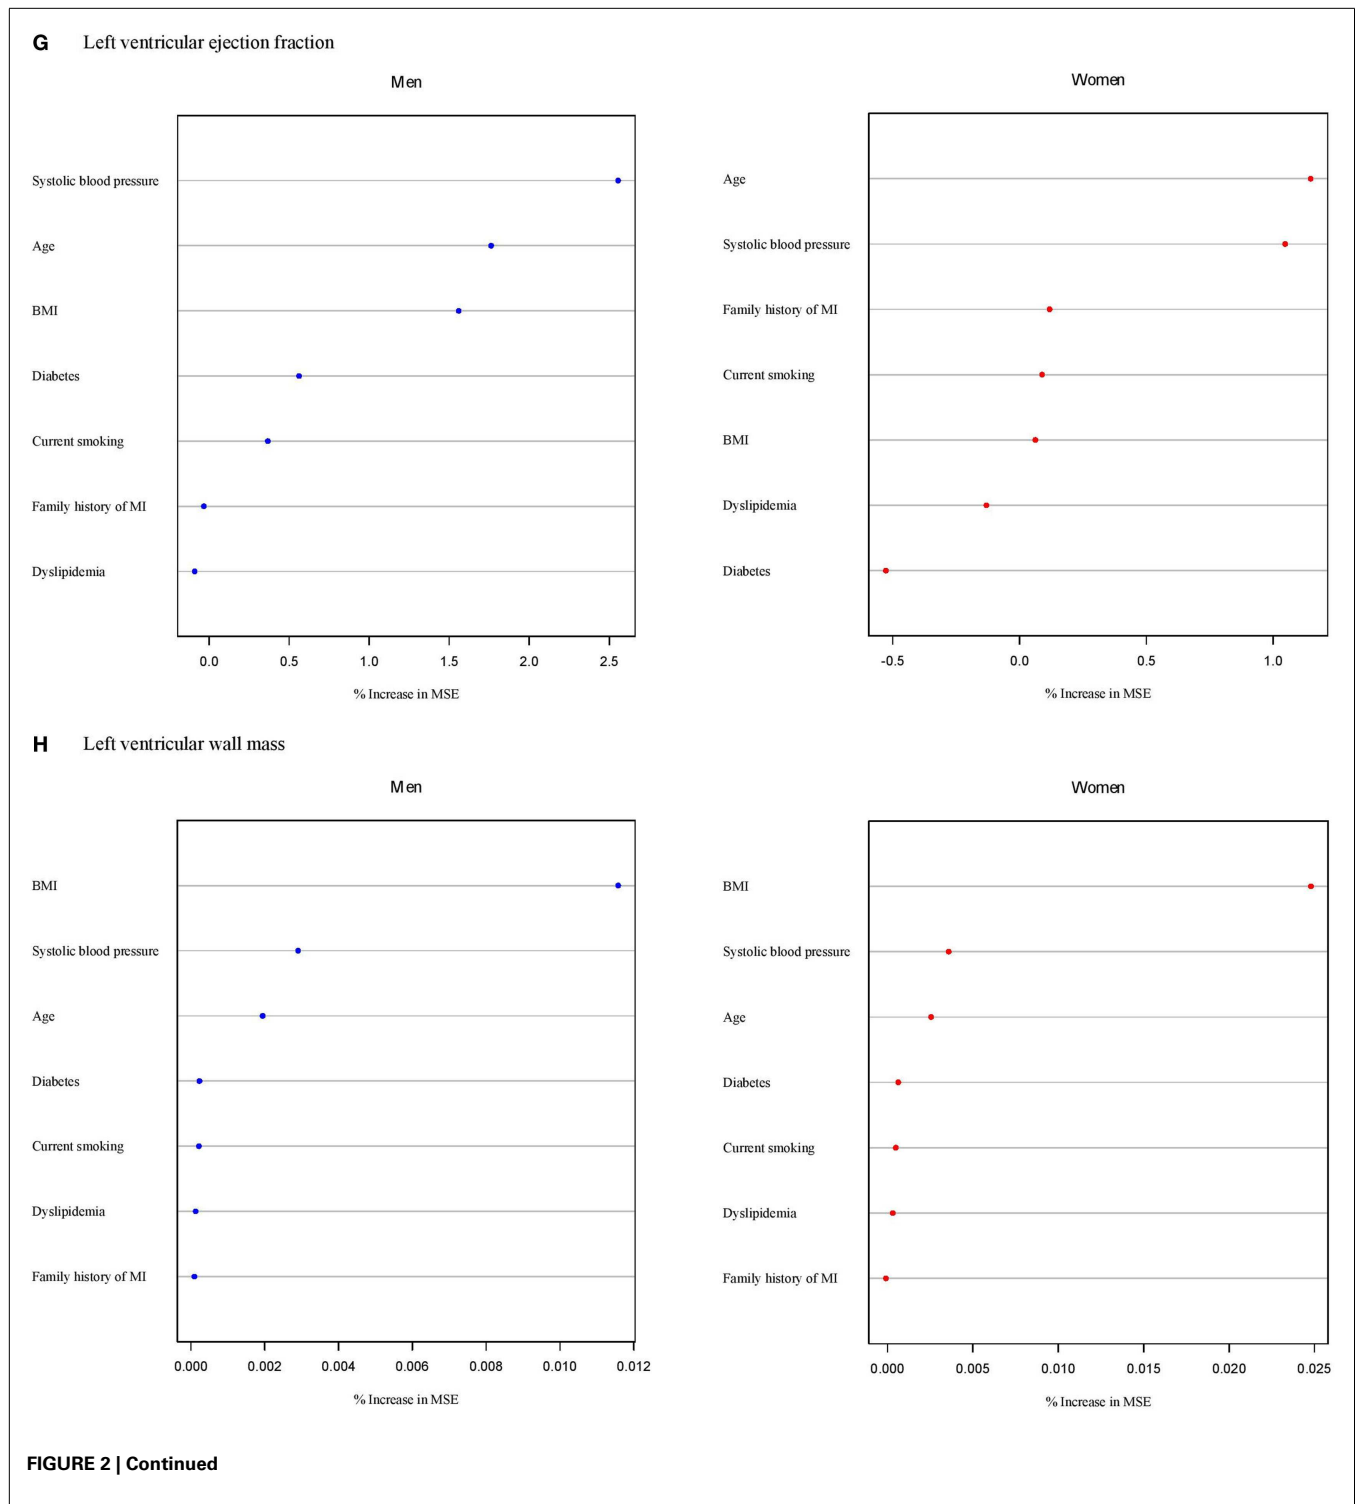 G Left ventricular ejection fraction
Men
Systolic blood pressure
Age
BMI
Diabetes
Current smoking
Family history of MI
Dyslipidemia
0.0 0.5 1.0 1.5 2.0 2.5
% Increase in MSE
Women
Age
Systolic blood pressure
Family history of MI
Current smoking
BMI
Dyslipidemia
Diabetes
-0.5 0.0 0.5 1.0
% Increase in MSE
H Left ventricular wall mass
Men
BMI
Systolic blood pressure
Age
Diabetes
Current smoking
Dyslipidemia
Family history of MI
0.000 0.002 0.004 0.006 0.008 0.010 0.012
% Increase in MSE
Women
BMI
Systolic blood pressure
Age
Diabetes
Current smoking
Dyslipidemia
Family history of MI
0.000 0.005 0.010 0.015 0.020 0.025
% Increase in MSE
FIGURE 2 | Continued